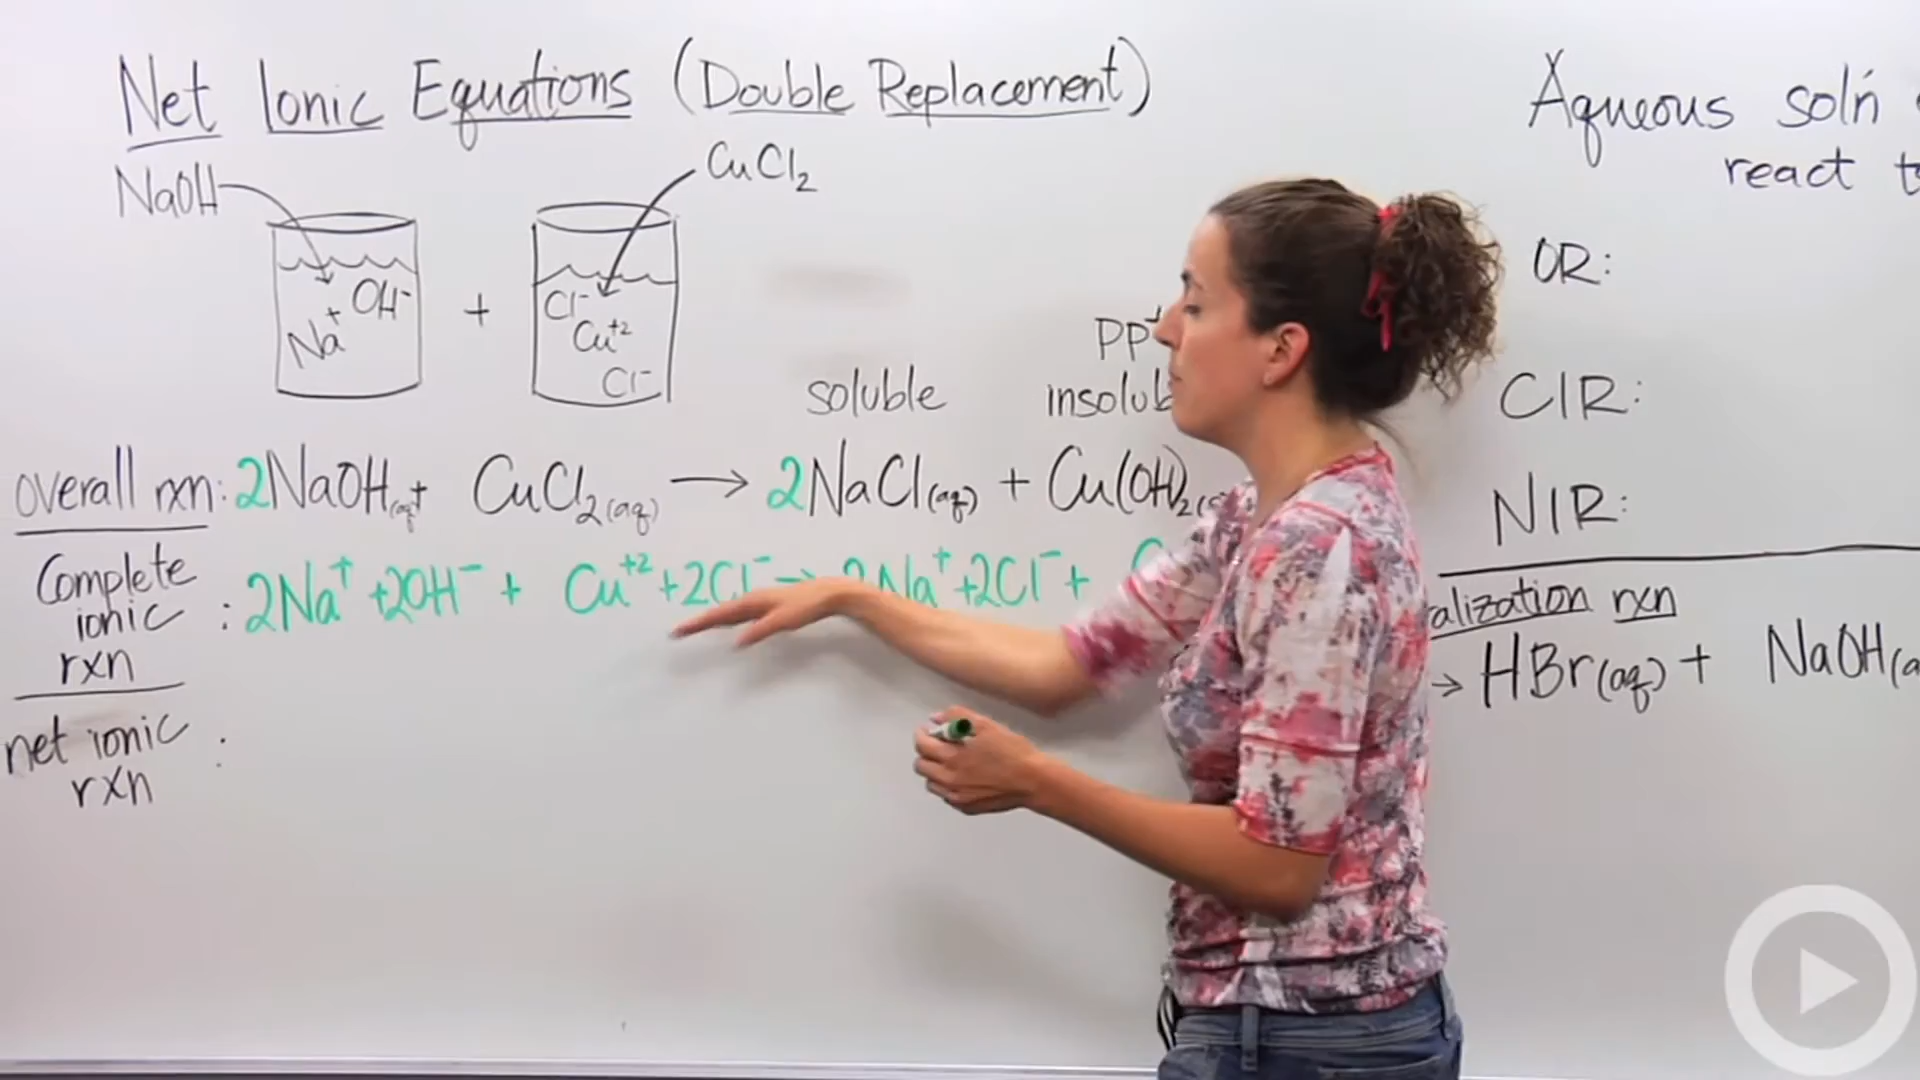 Net Ionic Equations (Double Replacement)
NaOH
CuCl₂
Na⁺ OH⁻
+
Cl⁻
Cu⁺²
Cl⁻
soluble
insolub
overall rxn: 2NaOH(aq) + CuCl₂(aq) → 2NaCl(aq) + Cu(OH)₂(s
Complete ionic rxn : 2Na⁺ + 2OH⁻ + Cu⁺² + 2Cl⁻ → 2Na⁺ + 2Cl⁻ +
net ionic rxn :
Aqueous sol'n
react
OR:
CIR:
NIR:
alization rxn
→ HBr(aq) + NaOH(a